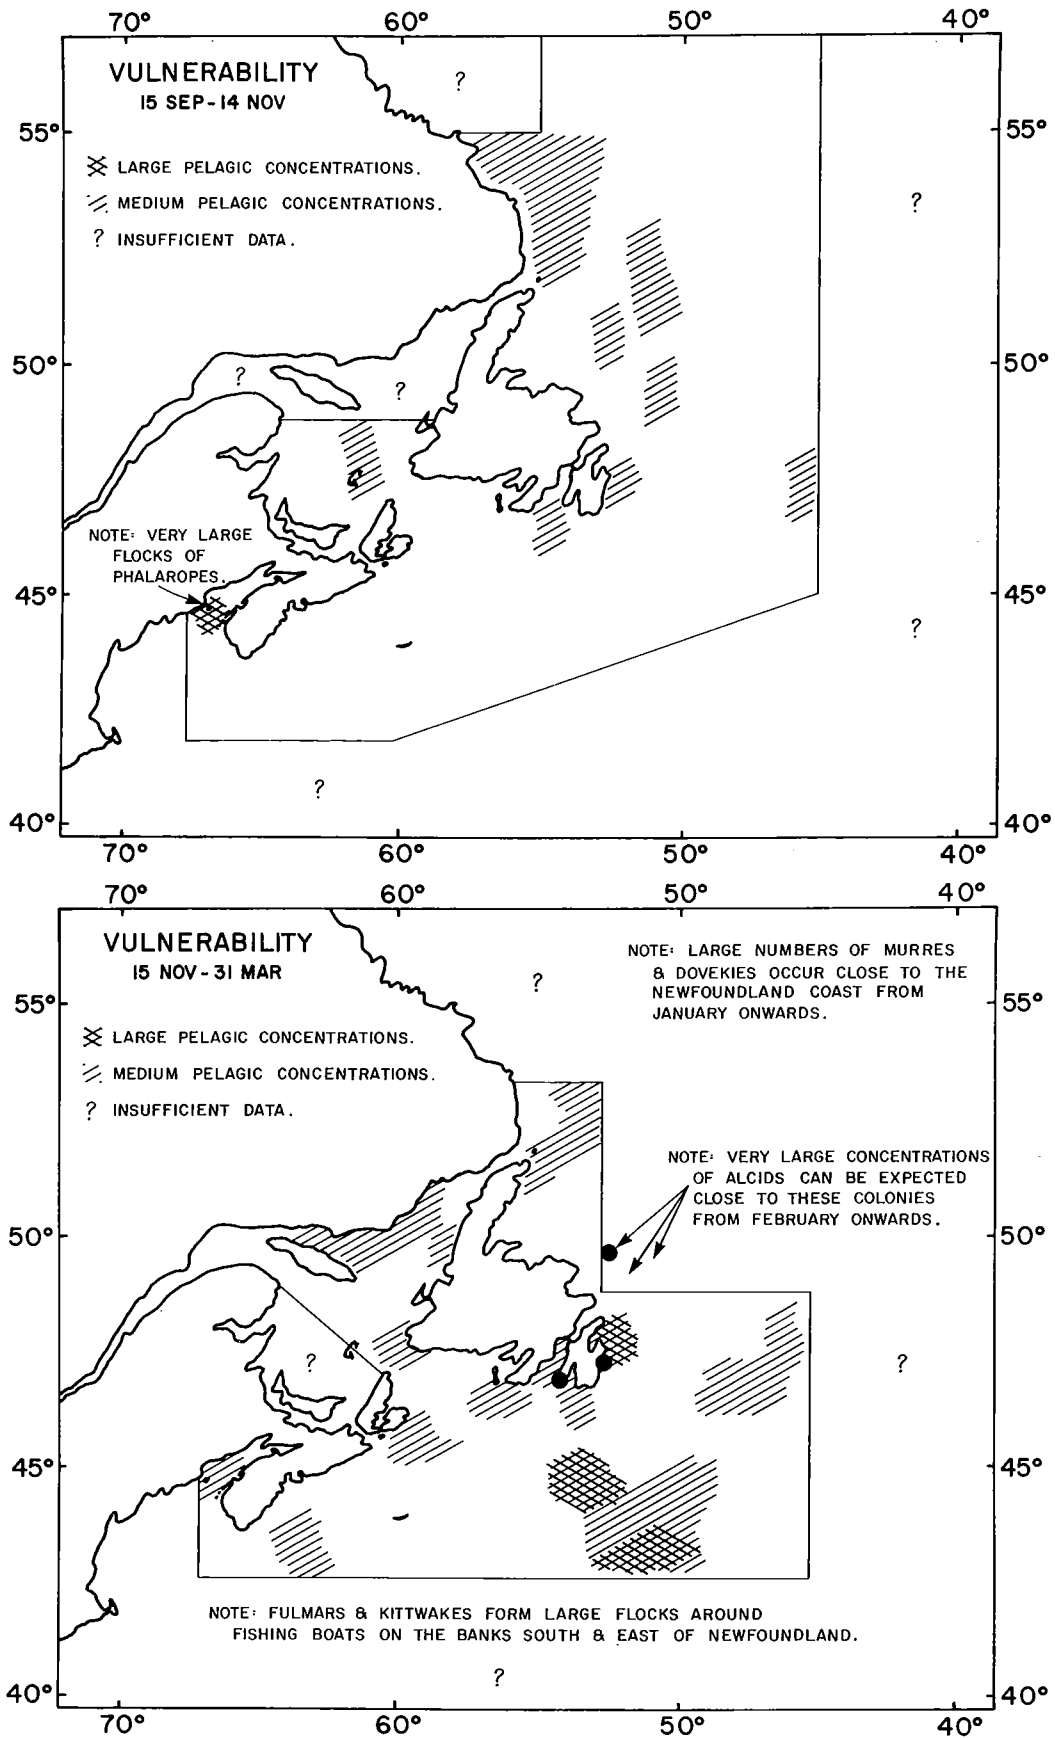 70° 60° 50° 40°
VULNERABILITY
15 SEP-14 NOV
?
55° 55°
LARGE PELAGIC CONCENTRATIONS.
MEDIUM PELAGIC CONCENTRATIONS.
?
? INSUFFICIENT DATA.
50° 50°
?
?
NOTE: VERY LARGE
FLOCKS OF
PHALAROPES.
45° 45°
?
?
40° 40°
70° 60° 50° 40°
70° 60° 50° 40°
VULNERABILITY
15 NOV-31 MAR
NOTE: LARGE NUMBERS OF MURRES
& DOVEKIES OCCUR CLOSE TO THE
NEWFOUNDLAND COAST FROM
JANUARY ONWARDS.
?
55° 55°
LARGE PELAGIC CONCENTRATIONS.
MEDIUM PELAGIC CONCENTRATIONS.
? INSUFFICIENT DATA.
NOTE: VERY LARGE CONCENTRATIONS
OF ALCIDS CAN BE EXPECTED
CLOSE TO THESE COLONIES
FROM FEBRUARY ONWARDS.
50° 50°
?
?
45° 45°
NOTE: FULMARS & KITTWAKES FORM LARGE FLOCKS AROUND
FISHING BOATS ON THE BANKS SOUTH & EAST OF NEWFOUNDLAND.
?
40° 40°
70° 60° 50° 40°